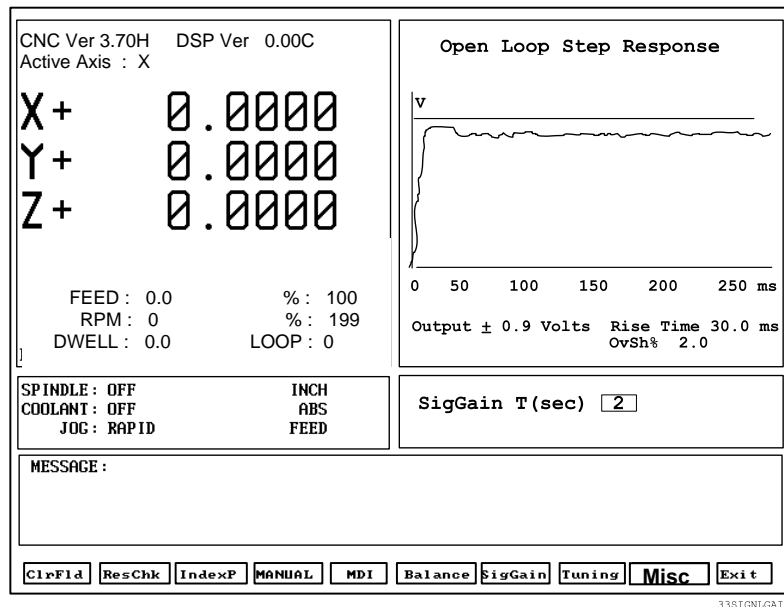 CNC Ver 3.70H DSP Ver 0.00C
Active Axis : X
X + 0.0000
Y + 0.0000
Z + 0.0000
FEED : 0.0 % : 100
RPM : 0 % : 199
DWELL : 0.0 LOOP : 0
Open Loop Step Response
V
0 50 100 150 200 250 ms
Output ± 0.9 Volts Rise Time 30.0 ms
OvSh% 2.0
SPINDLE: OFF INCH
COOLANT: OFF ABS
JOG: RAPID FEED
SigGain T(sec) 2
MESSAGE:
ClrFld ResChk IndexP MANUAL MDI Balance SigGain Tuning Misc Exit
33SIGNLGAI